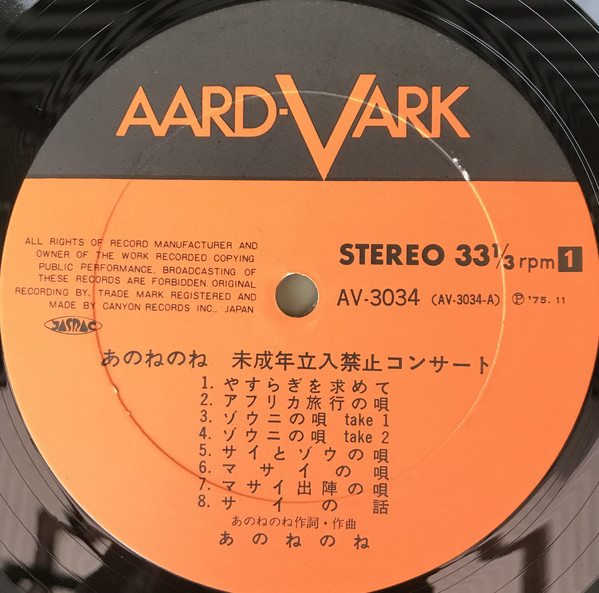 AARD-VARK
ALL RIGHTS OF RECORD MANUFACTURER AND
OWNER OF THE WORK RECORDED COPYING
PUBLIC PERFORMANCE. BROADCASTING OF
THESE RECORDS ARE FORBIDDEN. ORIGINAL
RECORDING BY. TRADE MARK REGISTERED AND
MADE BY CANYON RECORDS INC., JAPAN
JASRAC
STEREO 33⅓ rpm 1
AV-3034 (AV-3034-A) Ⓟ'75. 11
あのねのね 未成年立入禁止コンサート
1. やすらぎを求めて
2. アフリカ旅行の唄
3. ゾウニの唄 take 1
4. ゾウニの唄 take 2
5. サイとゾウの唄
6. マサイの唄
7. マサイ出陣の唄
8. サイの話
あのねのね作詞・作曲
あのねのね